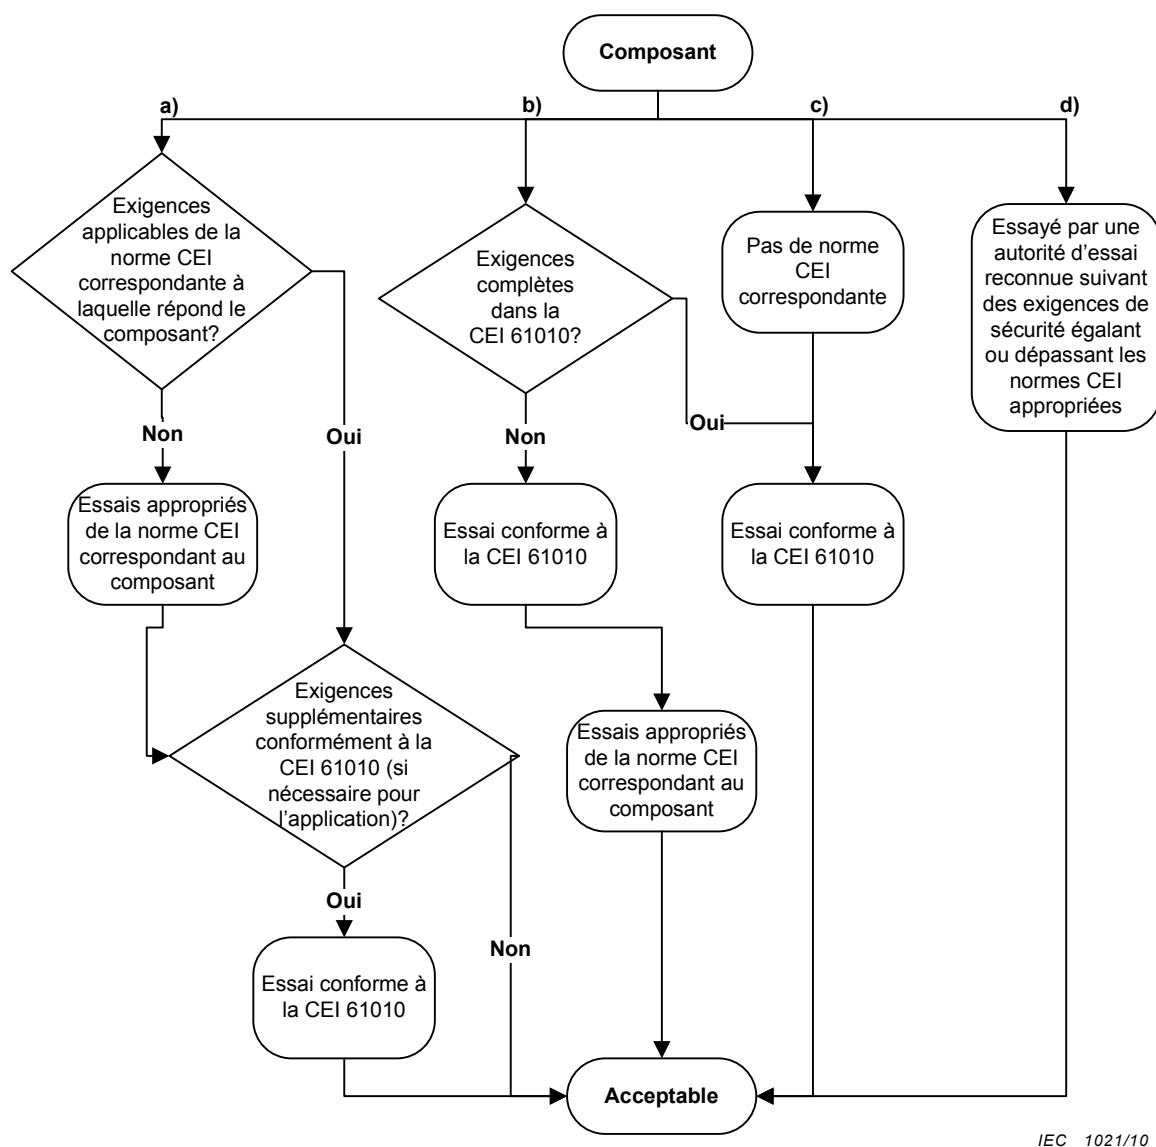 Composant
a)
b)
c)
d)
Exigences
applicables de la
norme CEI
correspondante à
laquelle répond le
composant?
Exigences
complètes
dans la
CEI 61010?
Pas de norme
CEI
correspondante
Essayé par une
autorité d'essai
reconnue suivant
des exigences de
sécurité égalant
ou dépassant les
normes CEI
appropriées
Non
Oui
Non
Oui
Essais appropriés
de la norme CEI
correspondant au
composant
Essai conforme à
la CEI 61010
Essai conforme à
la CEI 61010
Exigences
supplémentaires
conformément à la
CEI 61010 (si
nécessaire pour
l'application)?
Essais appropriés
de la norme CEI
correspondant au
composant
Oui
Non
Essai conforme à
la CEI 61010
Acceptable
IEC 1021/10